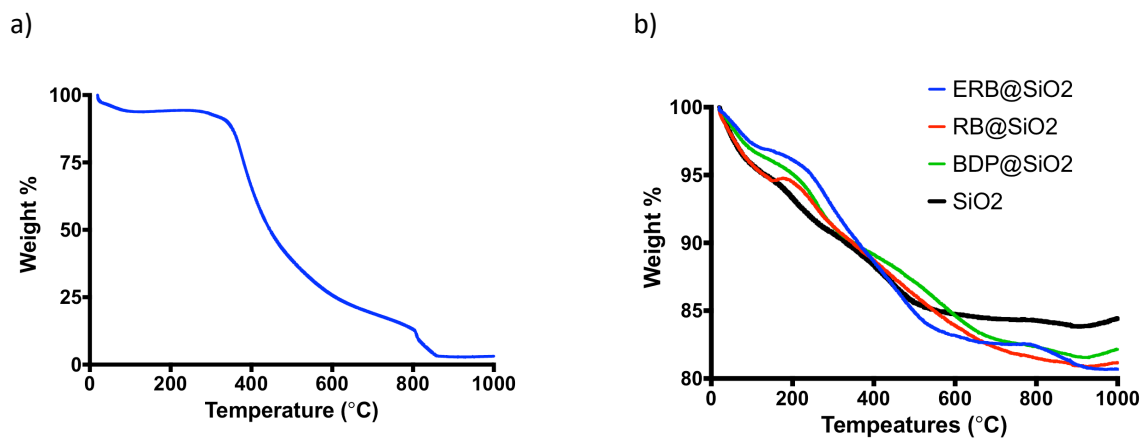 a)
b)
100
75
50
25
0
0
200
400
600
800
1000
Weight %
Temperature (°C)
ERB@SiO2
RB@SiO2
BDP@SiO2
SiO2
100
95
90
85
80
0
200
400
600
800
1000
Weight %
Tempeatures (°C)